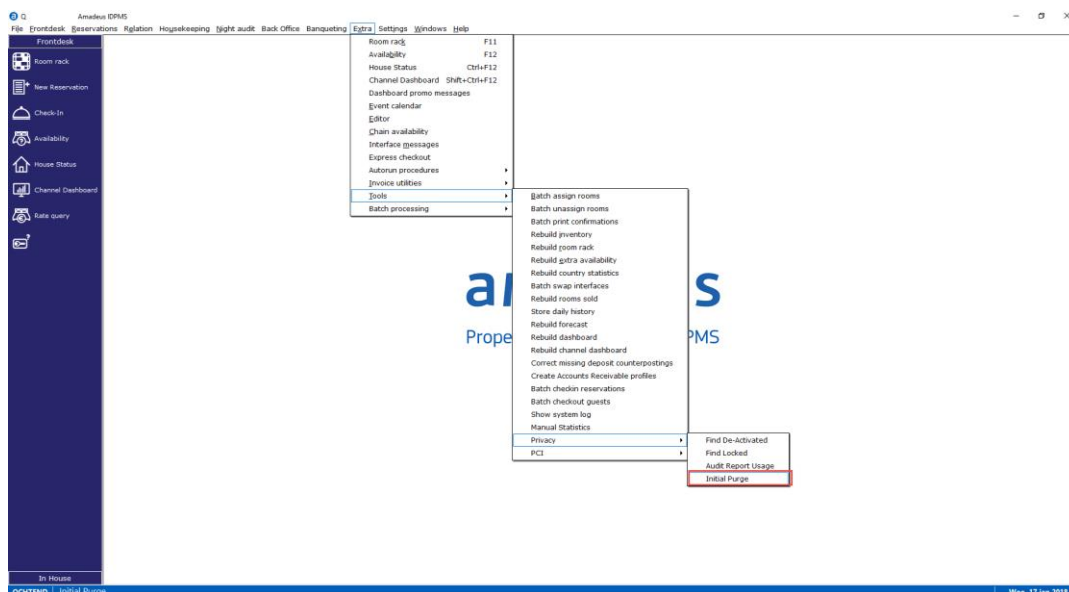 Q Amadeus IDPMS
File Frontdesk Reservations Relation Housekeeping Night audit Back Office Banqueting Extra Settings Windows Help
Frontdesk
Room rack
New Reservation
Check-In
Availability
House Status
Channel Dashboard
Rate query
In House
Room rack F11
Availability F12
House Status Ctrl+F12
Channel Dashboard Shift+Ctrl+F12
Dashboard promo messages
Event calendar
Editor
Chain availability
Interface messages
Express checkout
Autorun procedures
Invoice utilities
Tools
Batch processing
Batch assign rooms
Batch unassign rooms
Batch print confirmations
Rebuild inventory
Rebuild room rack
Rebuild extra availability
Rebuild country statistics
Batch swap interfaces
Rebuild rooms sold
Store daily history
Rebuild forecast
Rebuild dashboard
Rebuild channel dashboard
Correct missing deposit counterpostings
Create Accounts Receivable profiles
Batch checkin reservations
Batch checkout guests
Show system log
Manual Statistics
Privacy
PCI
Find De-Activated
Find Locked
Audit Report Usage
Initial Purge
a s
Prope PMS
OCHTEND Initial Purge